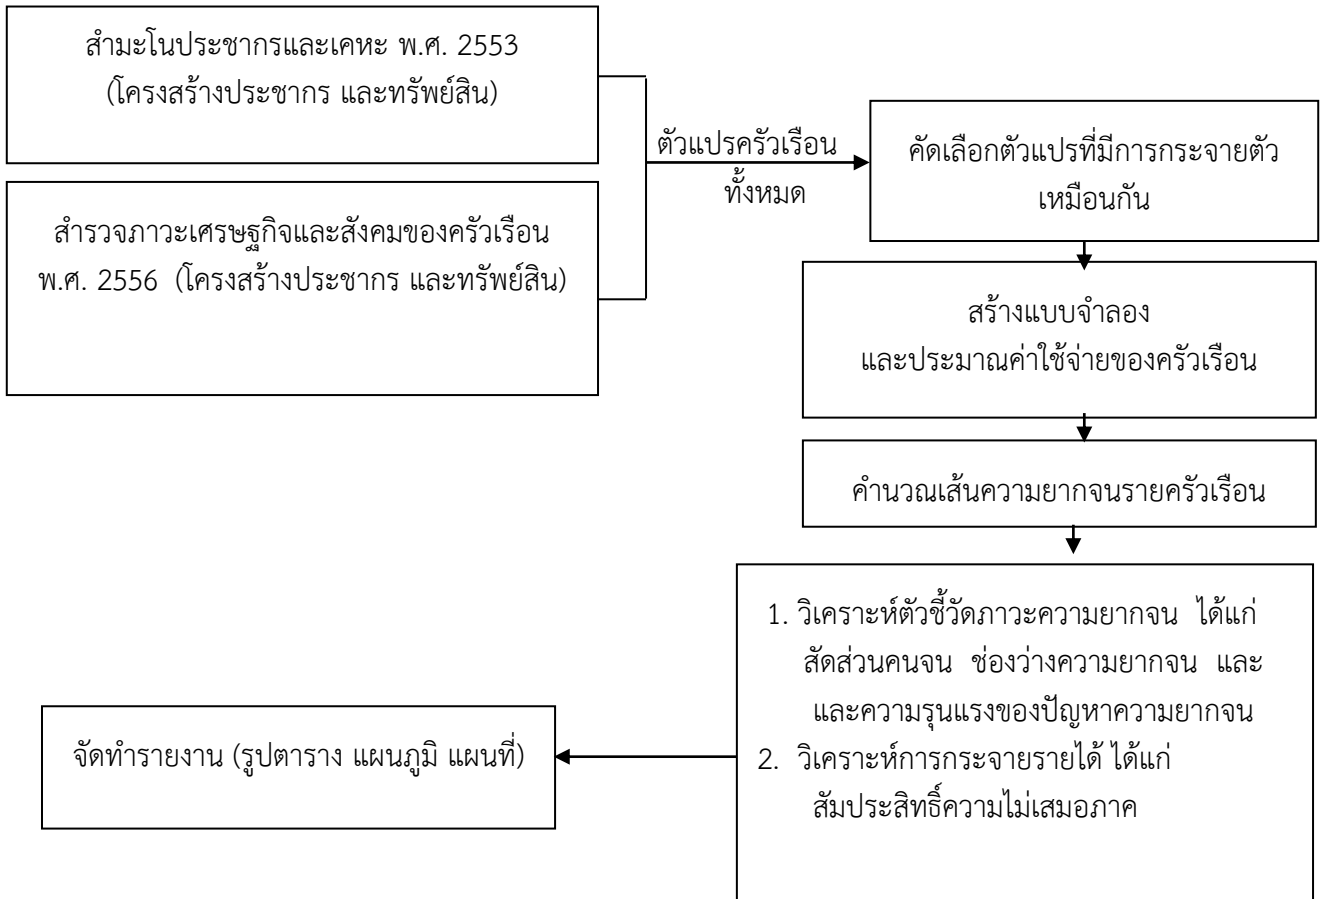 สำมะโนประชากรและเคหะ พ.ศ. 2553
(โครงสร้างประชากร และทรัพย์สิน)
สำรวจภาวะเศรษฐกิจและสังคมของครัวเรือน
พ.ศ. 2556 (โครงสร้างประชากร และทรัพย์สิน)
ตัวแปรครัวเรือน
ทั้งหมด
คัดเลือกตัวแปรที่มีการกระจายตัว
เหมือนกัน
สร้างแบบจำลอง
และประมาณค่าใช้จ่ายของครัวเรือน
คำนวณเส้นความยากจนรายครัวเรือน
1. วิเคราะห์ตัวชี้วัดภาวะความยากจน ได้แก่
สัดส่วนคนจน ช่องว่างความยากจน และ
และความรุนแรงของปัญหาความยากจน
2. วิเคราะห์การกระจายรายได้ ได้แก่
สัมประสิทธิ์ความไม่เสมอภาค
จัดทำรายงาน (รูปตาราง แผนภูมิ แผนที่)